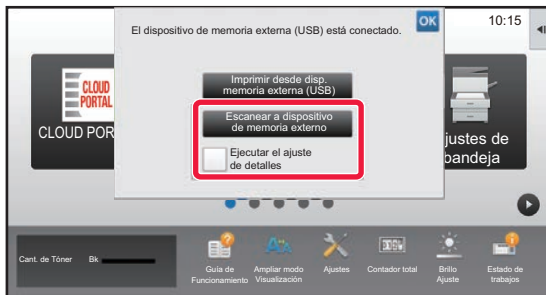 El dispositivo de memoria externa (USB) está conectado.
OK
10:15
Imprimir desde disp.
memoria externa (USB)
Escanear a dispositivo
de memoria externo
Ejecutar el ajuste
de detalles
CLOUD
PORTAL
CLOUD POR
justes de
bandeja
Cant. de Tóner
Bk
Guía de
Funcionamiento
Ampliar modo
Visualización
Ajustes
Contador total
Brillo
Ajuste
Estado de
trabajos